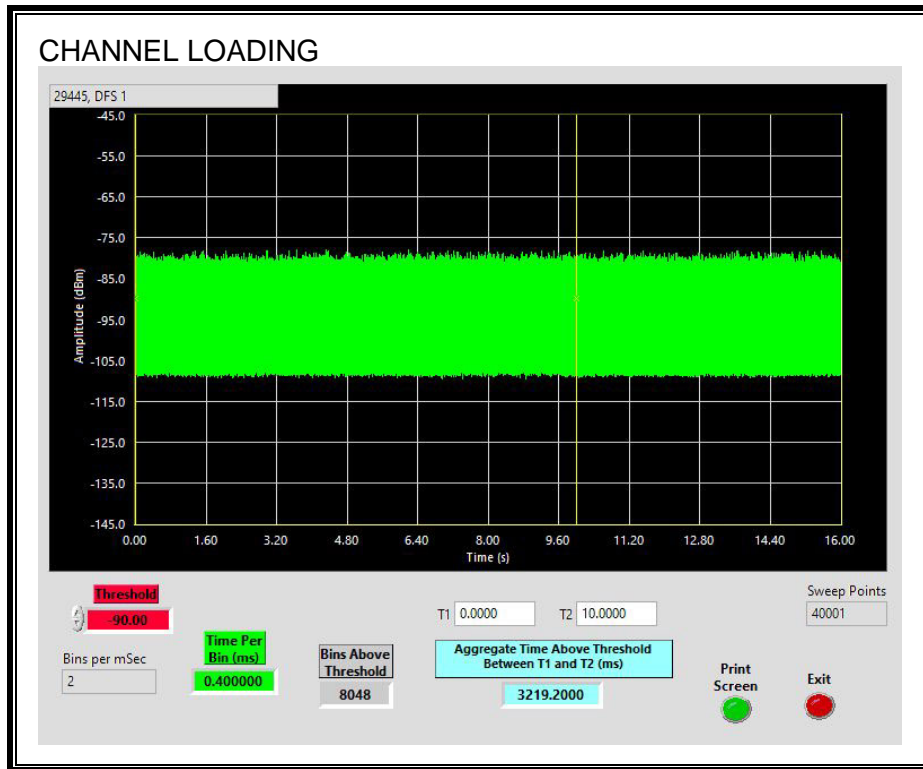 CHANNEL LOADING
29445, DFS 1
-45.0
-55.0
-65.0
-75.0
-85.0
-95.0
-105.0
-115.0
-125.0
-135.0
-145.0
Amplitude (dBm)
0.00 1.60 3.20 4.80 6.40 8.00 9.60 11.20 12.80 14.40 16.00
Time (s)
Threshold
-90.00
Bins per mSec
2
Time Per
Bin (ms)
0.400000
Bins Above
Threshold
8048
T1 0.0000 T2 10.0000
Aggregate Time Above Threshold
Between T1 and T2 (ms)
3219.2000
Sweep Points
40001
Print
Screen
Exit